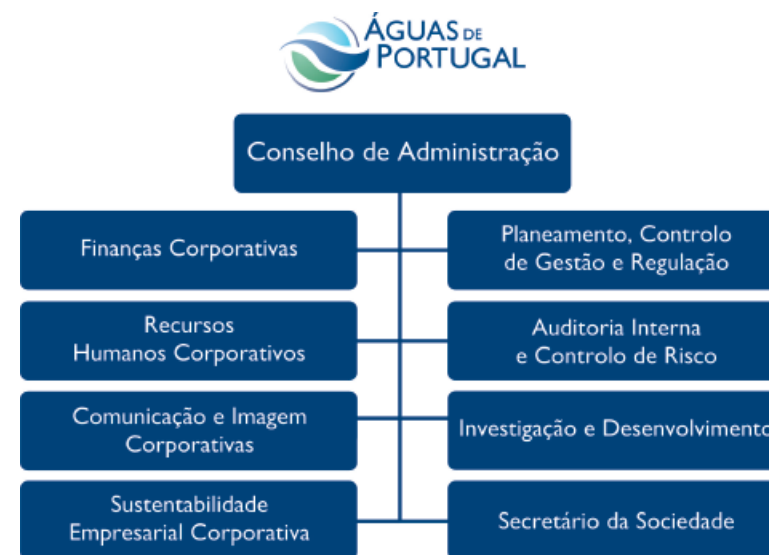 ÁGUAS DE
PORTUGAL
Conselho de Administração
Finanças Corporativas
Planeamento, Controlo
de Gestão e Regulação
Recursos
Humanos Corporativos
Auditoria Interna
e Controlo de Risco
Comunicação e Imagem
Corporativas
Investigação e Desenvolvimento
Sustentabilidade
Empresarial Corporativa
Secretário da Sociedade